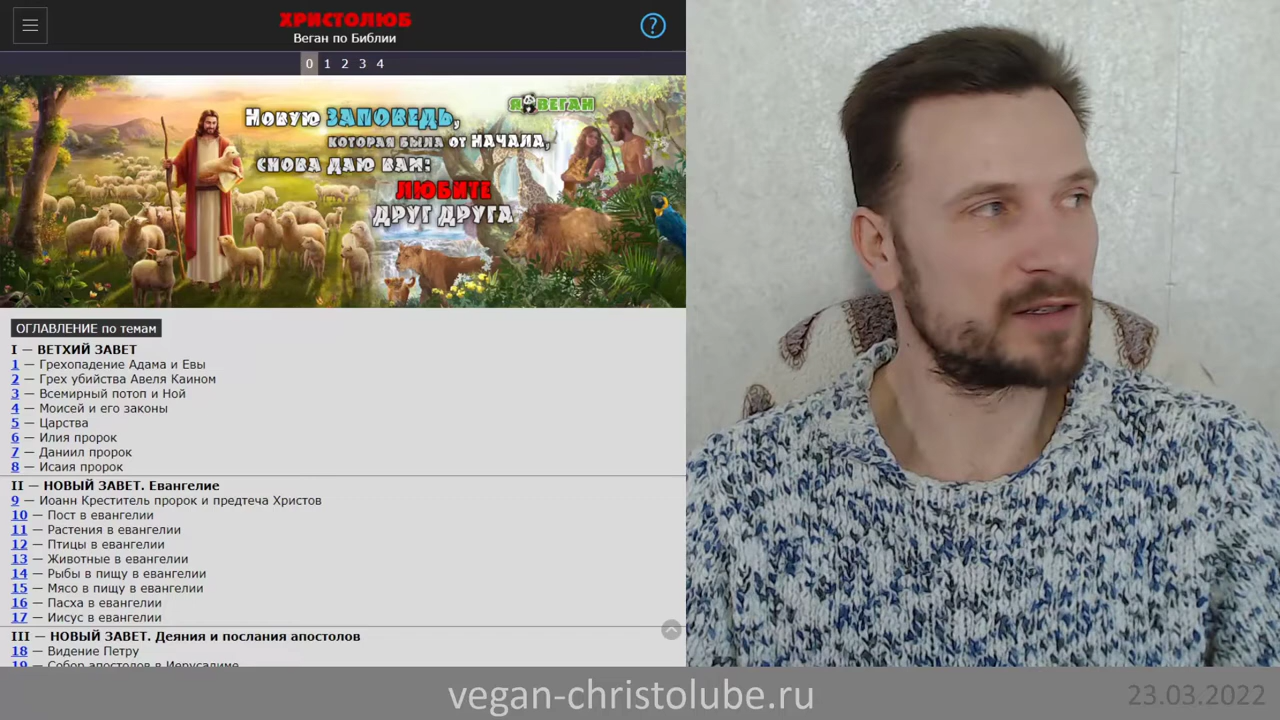 ХРИСТОЛЮБ
Веган по Библии
?
0 1 2 3 4
Я ВЕГАН
Новую ЗАПОВЕДЬ,
которая была от НАЧАЛА,
снова даю вам:
ЛЮБИТЕ
ДРУГ ДРУГА
ОГЛАВЛЕНИЕ по темам
I — ВЕТХИЙ ЗАВЕТ
1 — Грехопадение Адама и Евы
2 — Грех убийства Авеля Каином
3 — Всемирный потоп и Ной
4 — Моисей и его законы
5 — Царства
6 — Илия пророк
7 — Даниил пророк
8 — Исаия пророк
II — НОВЫЙ ЗАВЕТ. Евангелие
9 — Иоанн Креститель пророк и предтеча Христов
10 — Пост в евангелии
11 — Растения в евангелии
12 — Птицы в евангелии
13 — Животные в евангелии
14 — Рыбы в пищу в евангелии
15 — Мясо в пищу в евангелии
16 — Пасха в евангелии
17 — Иисус в евангелии
III — НОВЫЙ ЗАВЕТ. Деяния и послания апостолов
18 — Видение Петру
19 — Собор апостолов в Иерусалиме
vegan-christolube.ru
23.03.2022